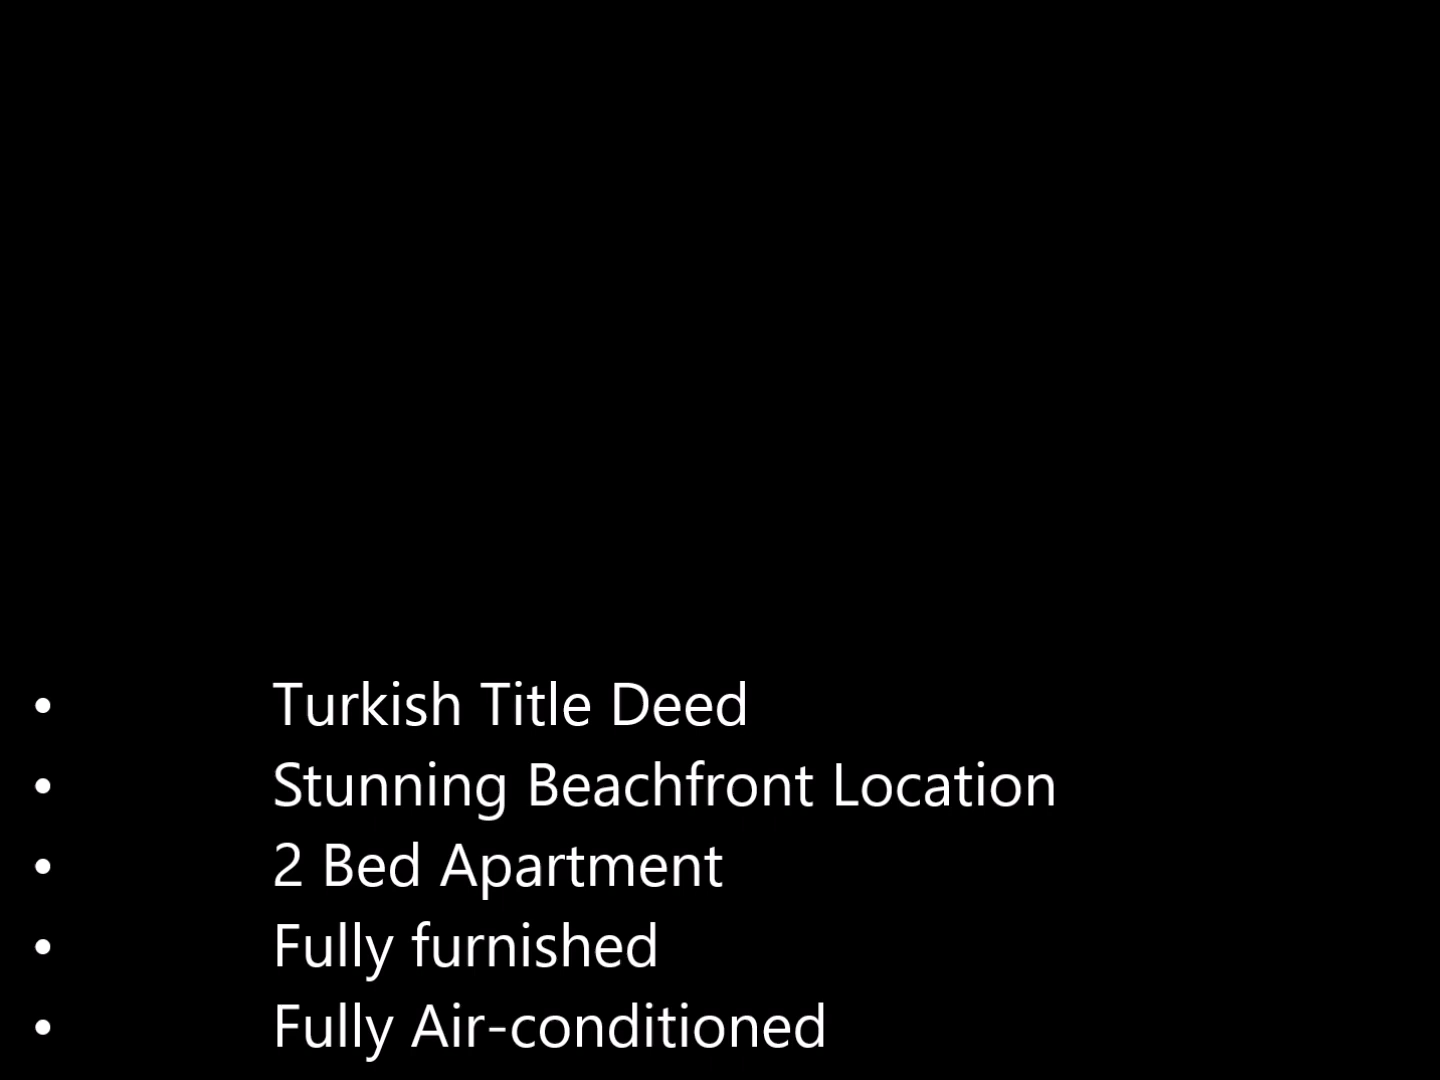 • Turkish Title Deed
• Stunning Beachfront Location
• 2 Bed Apartment
• Fully furnished
• Fully Air-conditioned